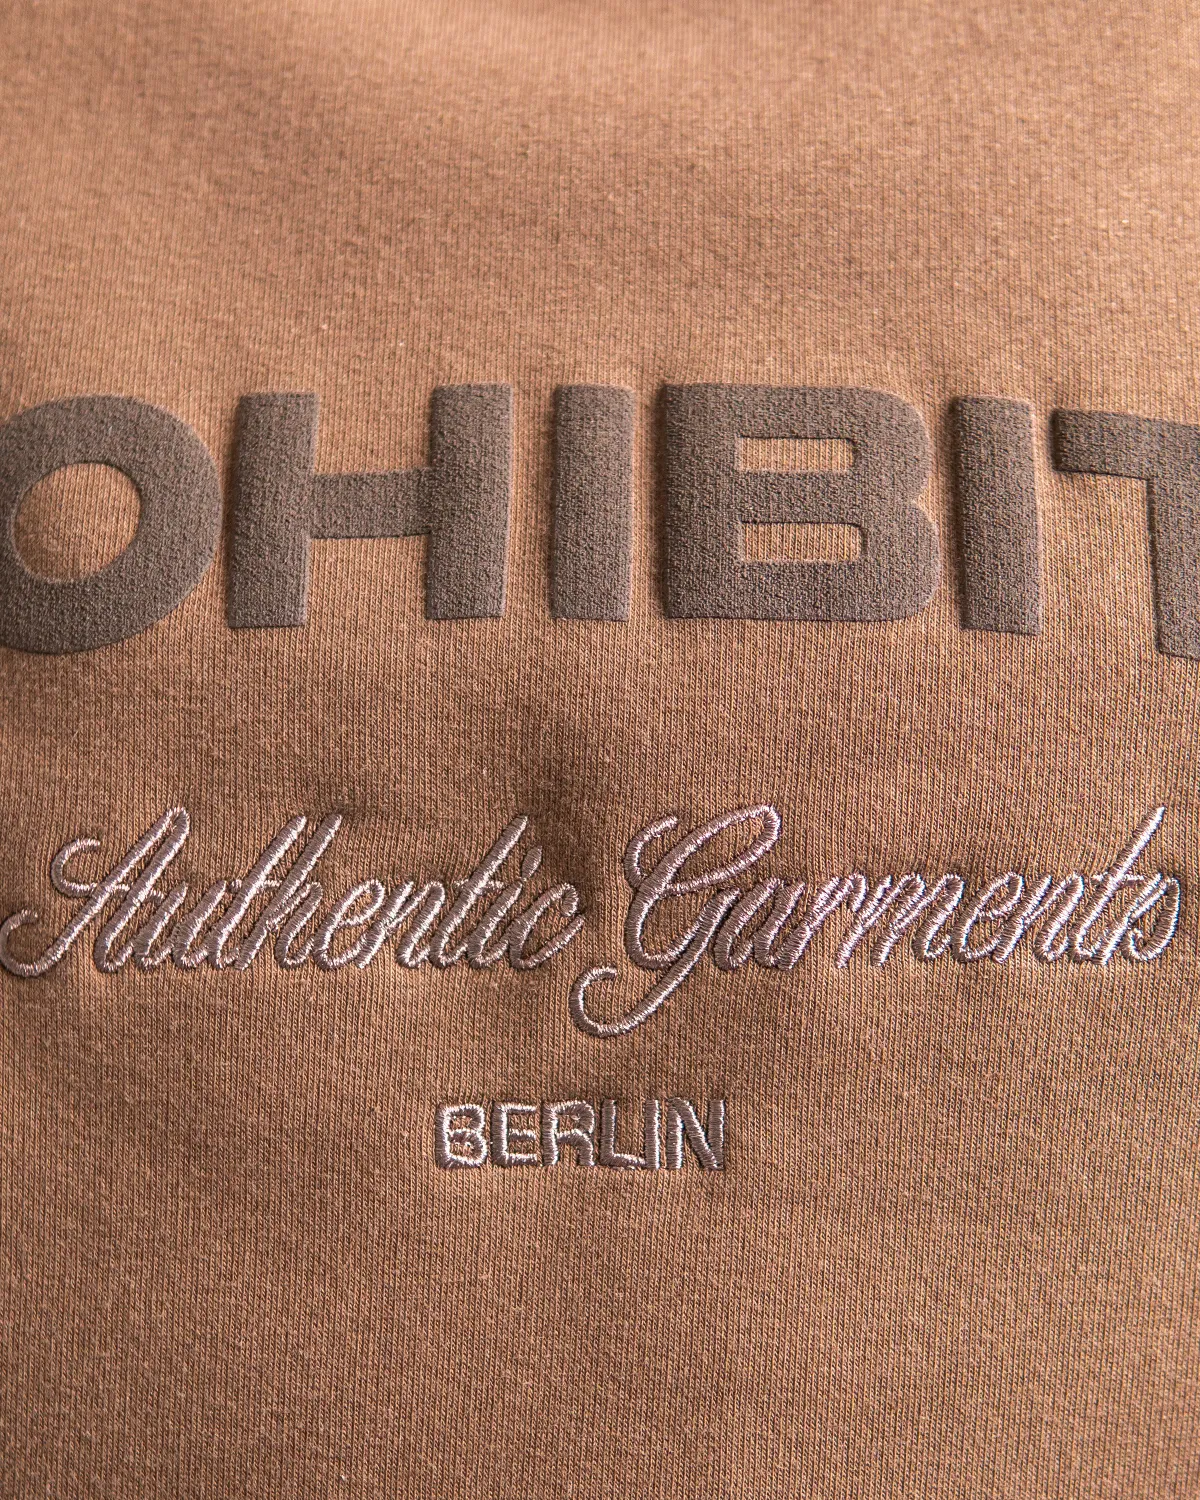 OHIBIT
Authentic Garments
BERLIN